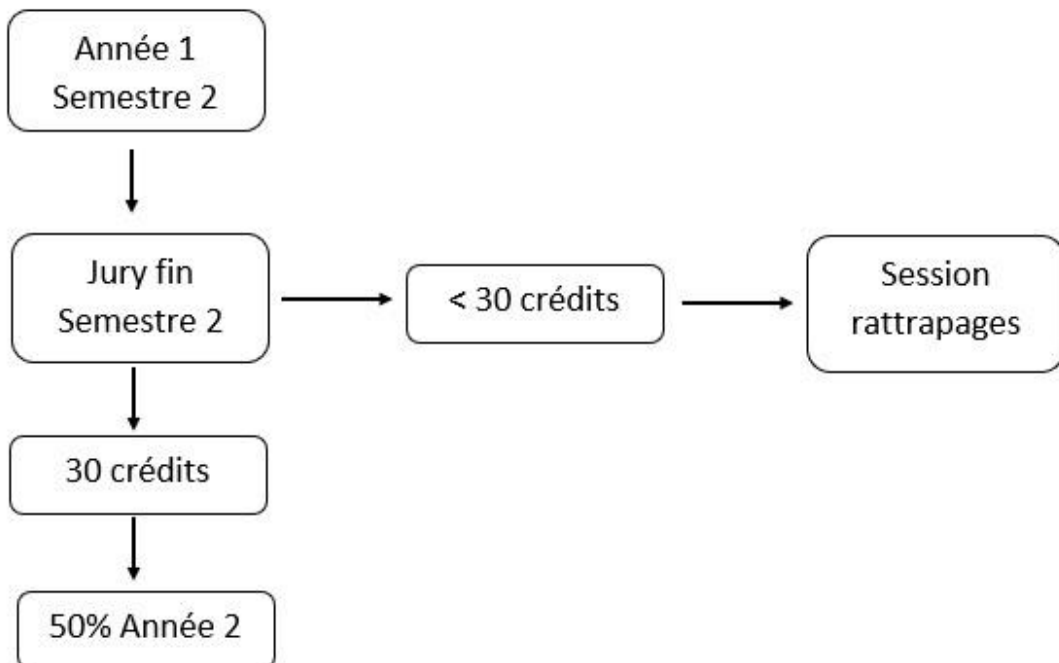 Année 1
Semestre 2
Jury fin
Semestre 2
< 30 crédits
Session
rattrapages
30 crédits
50% Année 2